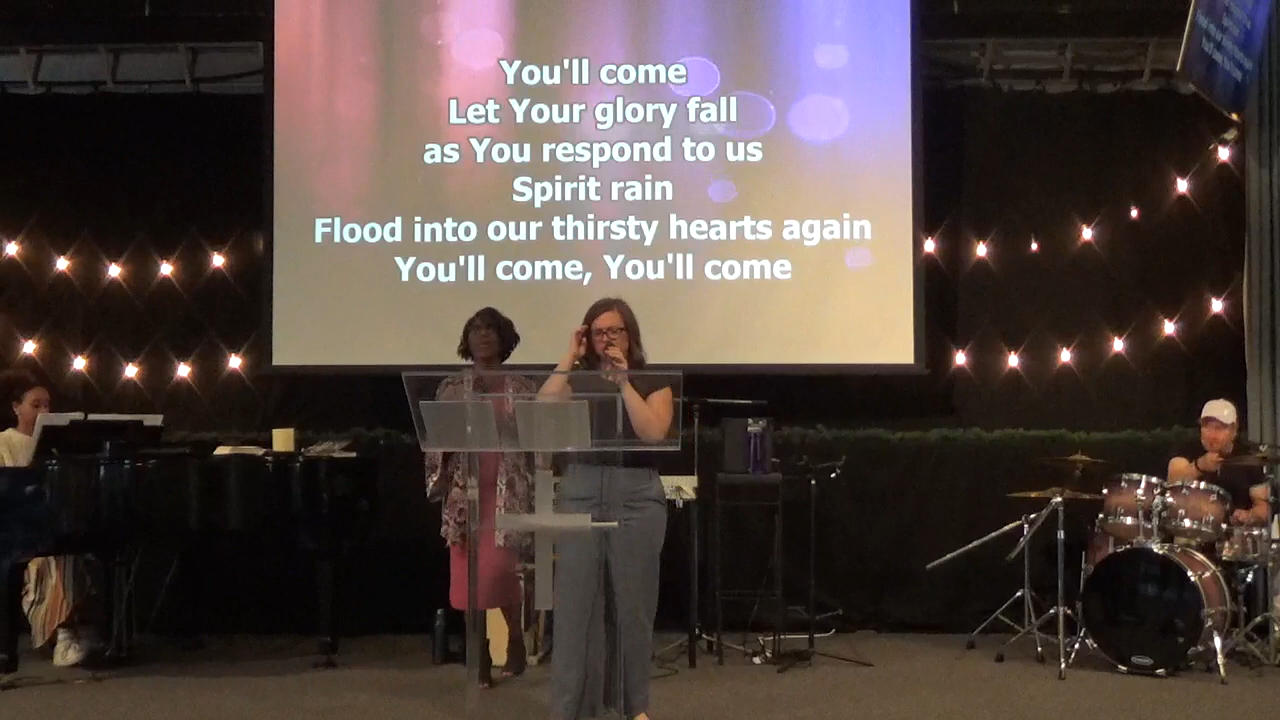 You'll come
Let Your glory fall
as You respond to us
Spirit rain
Flood into our thirsty hearts again
You'll come, You'll come